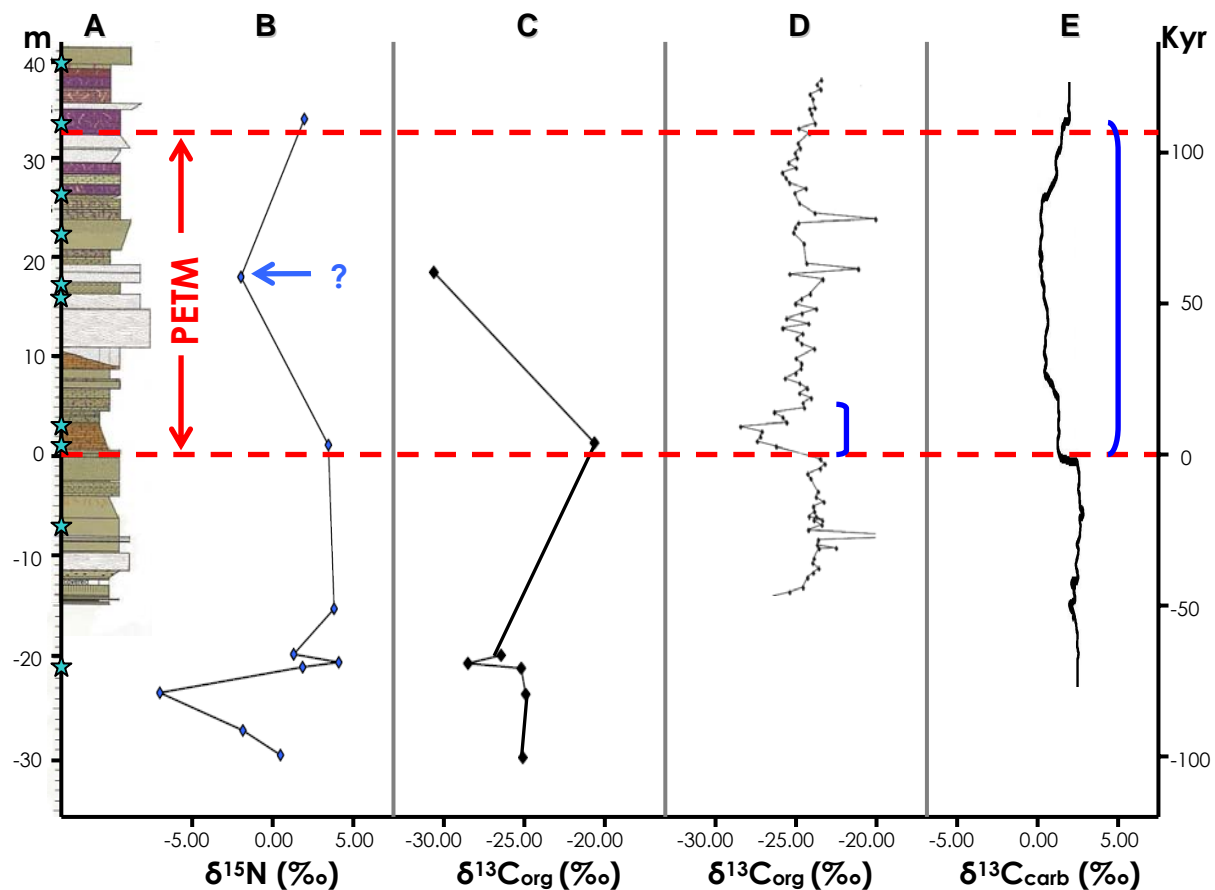 A B C D E
m Kyr
40
30
20
10
0
-10
-20
-30
PETM
?
100
50
0
-50
-100
-5.00 0.00 5.00 -30.00 -25.00 -20.00 -30.00 -25.00 -20.00 -5.00 0.00 5.00
δ¹⁵N (‰) δ¹³Corg (‰) δ¹³Corg (‰) δ¹³Ccarb (‰)